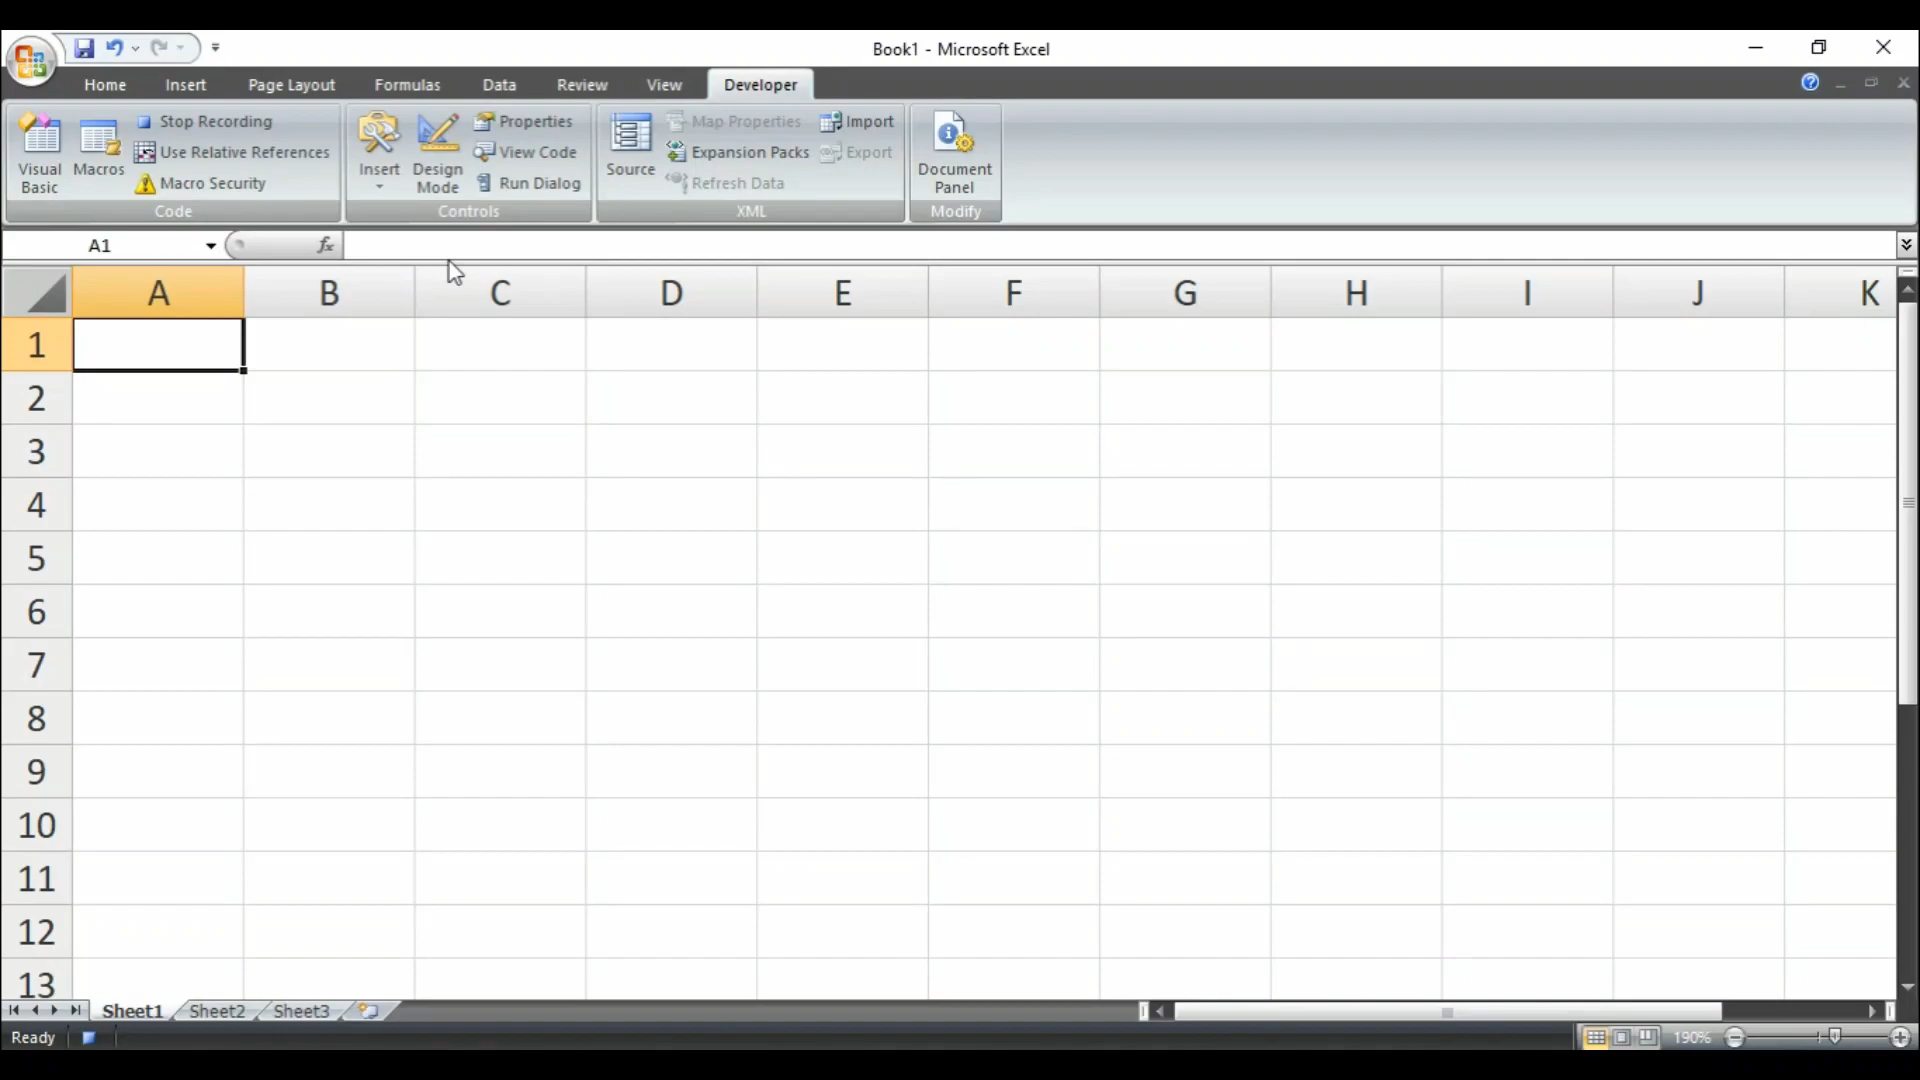 Book1 - Microsoft Excel
Home Insert Page Layout Formulas Data Review View Developer
Visual Basic
Macros
Stop Recording
Use Relative References
Macro Security
Code
Insert
Design Mode
Properties
View Code
Run Dialog
Controls
Source
Map Properties
Expansion Packs
Refresh Data
Import
Export
XML
Document Panel
Modify
A1 fx
A B C D E F G H I J K
1
2
3
4
5
6
7
8
9
10
11
12
13
Sheet1 Sheet2 Sheet3
Ready 190%